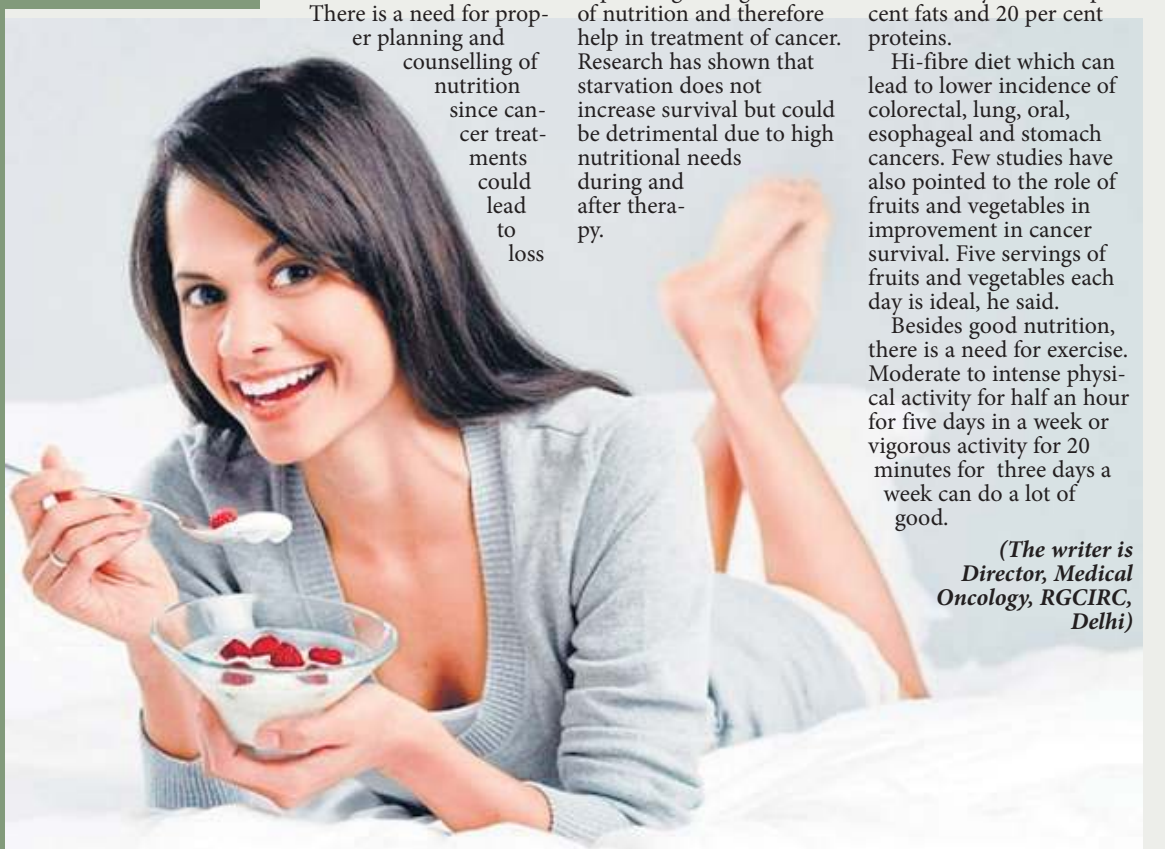 There is a need for prop-
er planning and
counselling of
nutrition
since can-
cer treat-
ments
could
lead
to
loss
of nutrition and therefore
help in treatment of cancer.
Research has shown that
starvation does not
increase survival but could
be detrimental due to high
nutritional needs
during and
after thera-
py.
cent fats and 20 per cent
proteins.
Hi-fibre diet which can
lead to lower incidence of
colorectal, lung, oral,
esophageal and stomach
cancers. Few studies have
also pointed to the role of
fruits and vegetables in
improvement in cancer
survival. Five servings of
fruits and vegetables each
day is ideal, he said.
Besides good nutrition,
there is a need for exercise.
Moderate to intense physi-
cal activity for half an hour
for five days in a week or
vigorous activity for 20
minutes for three days a
week can do a lot of
good.
(The writer is
Director, Medical
Oncology, RGCIRC,
Delhi)